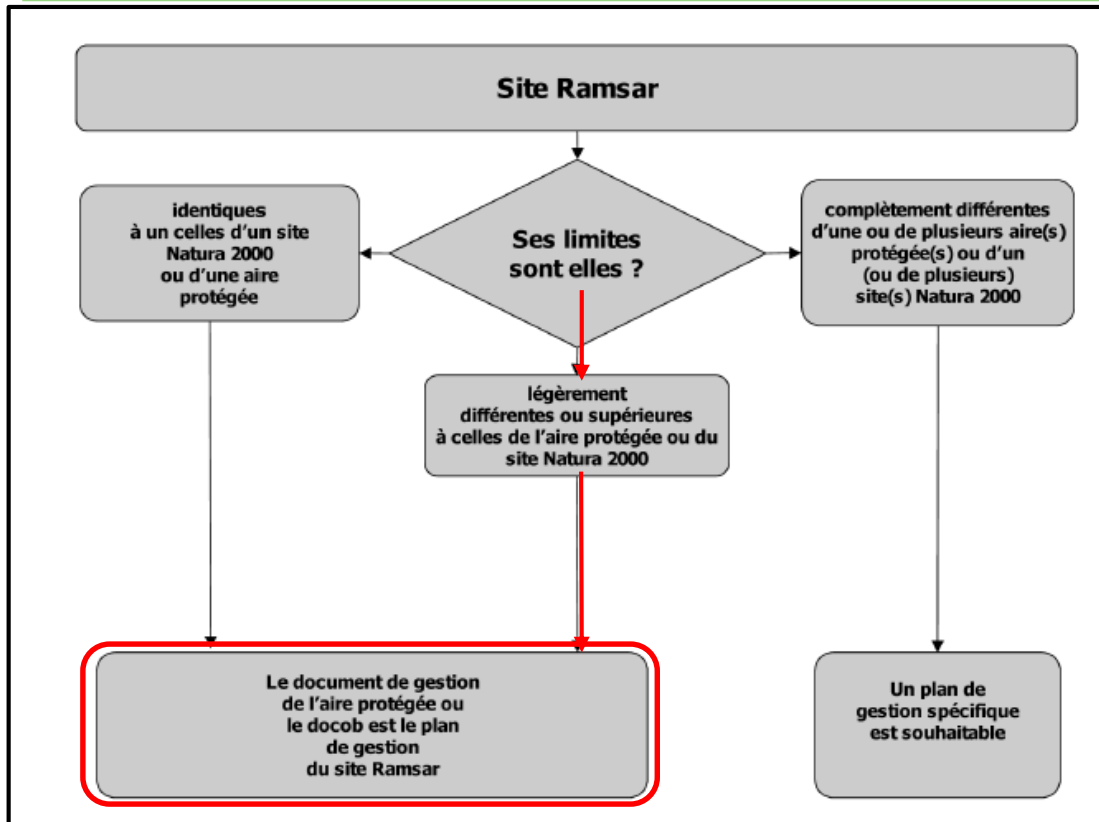 Site Ramsar
identiques
à un celles d'un site
Natura 2000
ou d'une aire
protégée
Ses limites
sont elles ?
complètement différentes
d'une ou de plusieurs aire(s)
protégée(s) ou d'un
(ou de plusieurs)
site(s) Natura 2000
légèrement
différentes ou supérieures
à celles de l'aire protégée ou du
site Natura 2000
Le document de gestion
de l'aire protégée ou
le docob est le plan
de gestion
du site Ramsar
Un plan de
gestion spécifique
est souhaitable